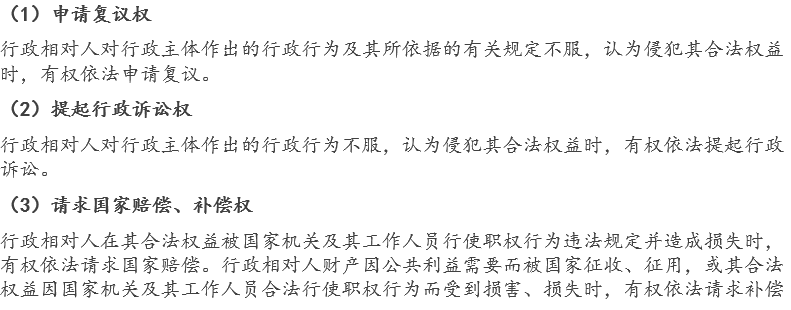 （1）申请复议权
行政相对人对行政主体作出的行政行为及其所依据的有关规定不服，认为侵犯其合法权益
时，有权依法申请复议。
（2）提起行政诉讼权
行政相对人对行政主体作出的行政行为不服，认为侵犯其合法权益时，有权依法提起行政
诉讼。
（3）请求国家赔偿、补偿权
行政相对人在其合法权益被国家机关及其工作人员行使职权行为违法规定并造成损失时，
有权依法请求国家赔偿。行政相对人财产因公共利益需要而被国家征收、征用，或其合法
权益因国家机关及其工作人员合法行使职权行为而受到损害、损失时，有权依法请求补偿